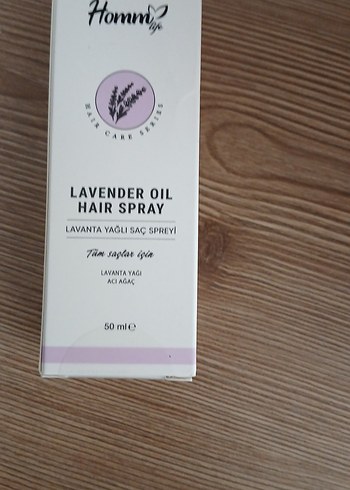 Homm
life
HAIR CARE SERIES
LAVENDER OIL
HAIR SPRAY
LAVANTA YAĞLI SAÇ SPREYİ
Tüm saçlar için
LAVANTA YAĞI
ACI AĞAÇ
50 ml e